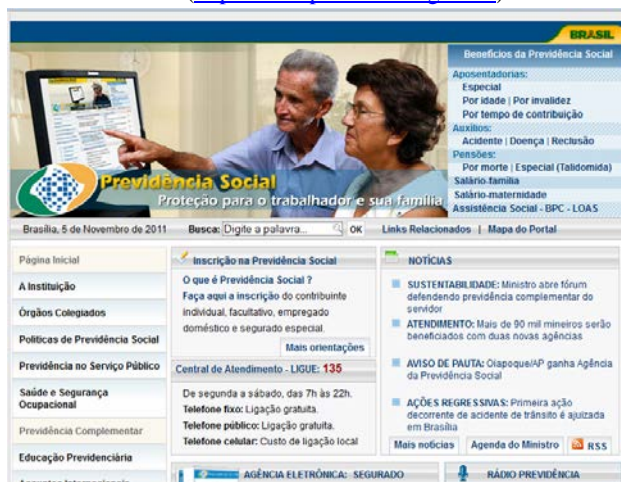 BRASIL
Benefícios da Previdência Social
Aposentadorias:
Especial
Por idade | Por invalidez
Por tempo de contribuição
Auxílios:
Acidente | Doença | Reclusão
Pensões:
Por morte | Especial (Talidomida)
Salário-família
Salário-maternidade
Assistência Social - BPC - LOAS
Previdência Social
Proteção para o trabalhador e sua família
Brasília, 5 de Novembro de 2011
Busca: Digite a palavra... OK
Links Relacionados | Mapa do Portal
Página Inicial
A Instituição
Órgãos Colegiados
Políticas de Previdência Social
Previdência no Serviço Público
Saúde e Segurança
Ocupacional
Previdência Complementar
Educação Previdenciária
Inscrição na Previdência Social
O que é Previdência Social ?
Faça aqui a inscrição do contribuinte
individual, facultativo, empregado
doméstico e segurado especial.
Mais orientações
Central de Atendimento - LIGUE: 135
De segunda a sábado, das 7h às 22h.
Telefone fixo: Ligação gratuita.
Telefone público: Ligação gratuita.
Telefone celular: Custo de ligação local
NOTÍCIAS
SUSTENTABILIDADE: Ministro abre fórum
defendendo previdência complementar do
servidor
ATENDIMENTO: Mais de 90 mil mineiros serão
beneficiados com duas novas agências
AVISO DE PAUTA: Oiapoque/AP ganha Agência
da Previdência Social
AÇÕES REGRESSIVAS: Primeira ação
decorrente de acidente de trânsito é ajuizada
em Brasília
Mais notícias
Agenda do Ministro
RSS
AGÊNCIA ELETRÔNICA: SEGURADO
RÁDIO PREVIDÊNCIA